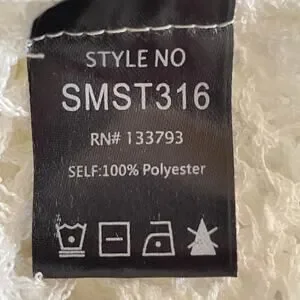 STYLE NO
SMST316
RN# 133793
SELF:100% Polyester